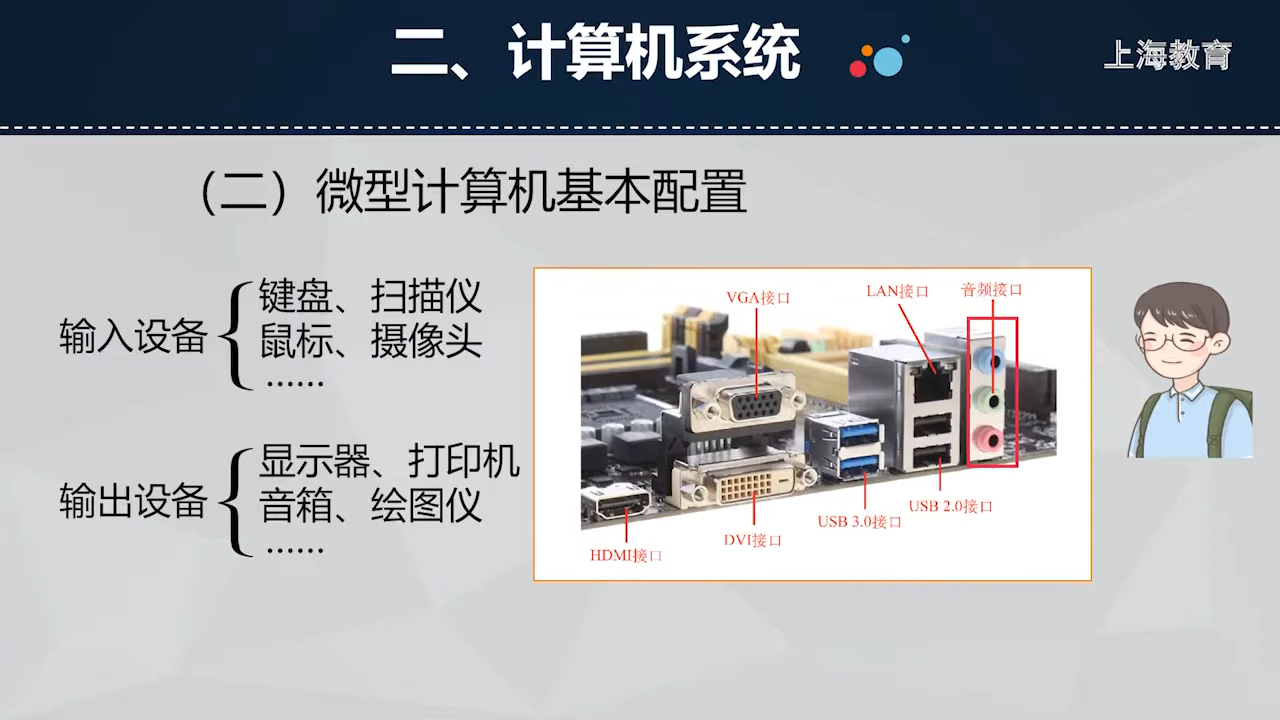 二、计算机系统
上海教育
（二）微型计算机基本配置
输入设备
键盘、扫描仪
鼠标、摄像头
……
输出设备
显示器、打印机
音箱、绘图仪
……
VGA接口
LAN接口
音频接口
HDMI接口
DVI接口
USB 3.0接口
USB 2.0接口